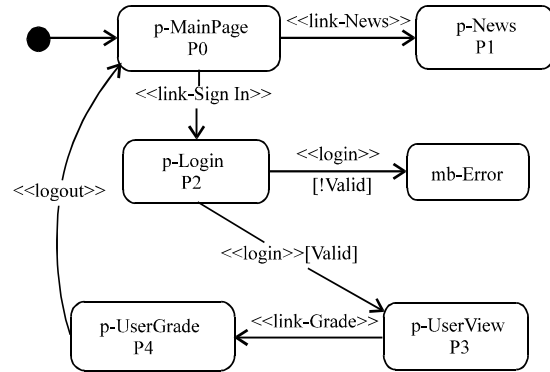 p-MainPage
P0
<<link-News>>
p-News
P1
<<link-Sign In>>
p-Login
P2
<<login>>
[!Valid]
mb-Error
<<logout>>
<<login>>[Valid]
p-UserGrade
P4
<<link-Grade>>
p-UserView
P3